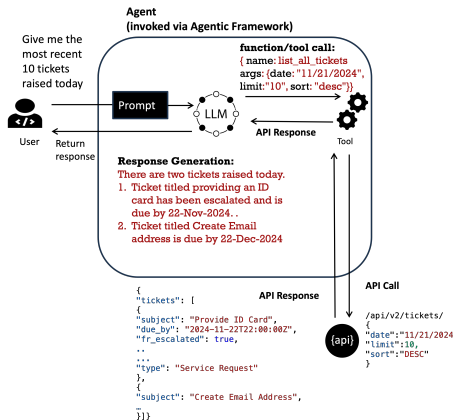 Agent
(invoked via Agentic Framework)
Give me the
most recent
10 tickets
raised today
function/tool call:
{ name: list_all_tickets
args: {date: "11/21/2024",
limit:"10", sort: "desc"}}
Prompt
LLM
API Response
Tool
User
Return
response
Response Generation:
There are two tickets raised today.
1. Ticket titled providing an ID
card has been escalated and is
due by 22-Nov-2024. .
2. Ticket titled Create Email
address is due by 22-Dec-2024
API Response
API Call
{
"tickets": [
{
"subject": "Provide ID Card",
"due_by": "2024-11-22T22:00:00Z",
"fr_escalated": true,
..
...
"type": "Service Request"
},
{
"subject": "Create Email Address",
…
}]}
{api}
/api/v2/tickets/
{
"date":"11/21/2024
"limit":10,
"sort":"DESC"
}